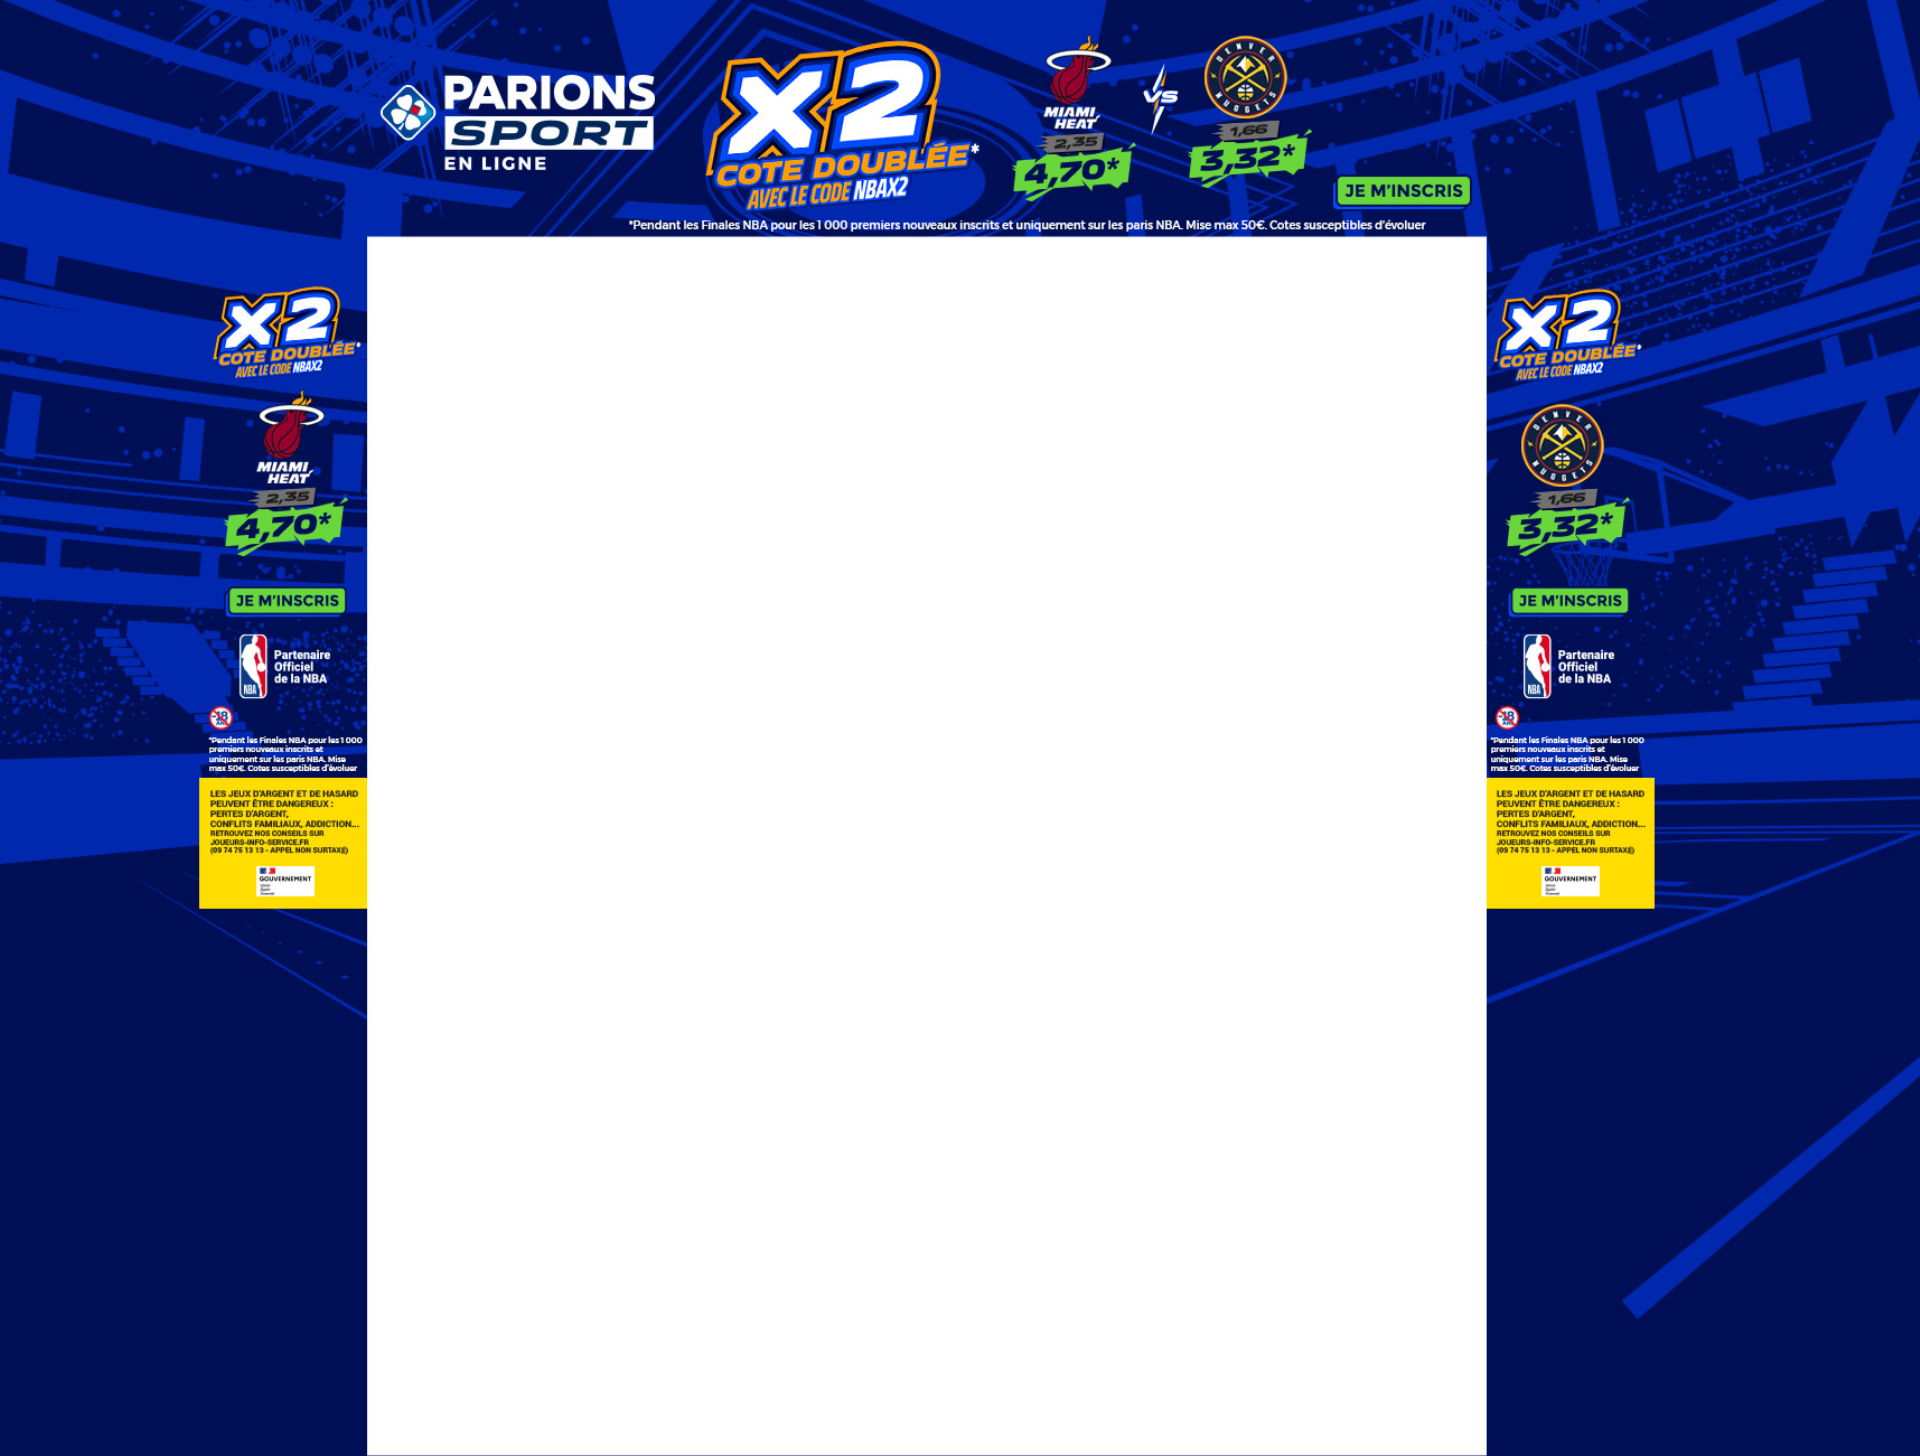 PARIONS
SPORT
EN LIGNE
X2
COTE DOUBLÉE*
AVEC LE CODE NBAX2
MIAMI
HEAT
2,35
4,70*
VS
DENVER
NUGGETS
1,66
3,32*
JE M'INSCRIS
*Pendant les Finales NBA pour les 1 000 premiers nouveaux inscrits et uniquement sur les paris NBA. Mise max 50€. Cotes susceptibles d'évoluer
X2
COTE DOUBLÉE*
AVEC LE CODE NBAX2
MIAMI
HEAT
2,35
4,70*
JE M'INSCRIS
NBA
Partenaire
Officiel
de la NBA
-18
*Pendant les Finales NBA pour les 1 000
premiers nouveaux inscrits et
uniquement sur les paris NBA. Mise
max 50€. Cotes susceptibles d'évoluer
LES JEUX D'ARGENT ET DE HASARD
PEUVENT ÊTRE DANGEREUX :
PERTES D'ARGENT,
CONFLITS FAMILIAUX, ADDICTION...
RETROUVEZ NOS CONSEILS SUR
JOUEURS-INFO-SERVICE.FR
(09 74 75 13 13 - APPEL NON SURTAXÉ)
GOUVERNEMENT
X2
COTE DOUBLÉE*
AVEC LE CODE NBAX2
DENVER
NUGGETS
1,66
3,32*
JE M'INSCRIS
NBA
Partenaire
Officiel
de la NBA
-18
*Pendant les Finales NBA pour les 1 000
premiers nouveaux inscrits et
uniquement sur les paris NBA. Mise
max 50€. Cotes susceptibles d'évoluer
LES JEUX D'ARGENT ET DE HASARD
PEUVENT ÊTRE DANGEREUX :
PERTES D'ARGENT,
CONFLITS FAMILIAUX, ADDICTION...
RETROUVEZ NOS CONSEILS SUR
JOUEURS-INFO-SERVICE.FR
(09 74 75 13 13 - APPEL NON SURTAXÉ)
GOUVERNEMENT